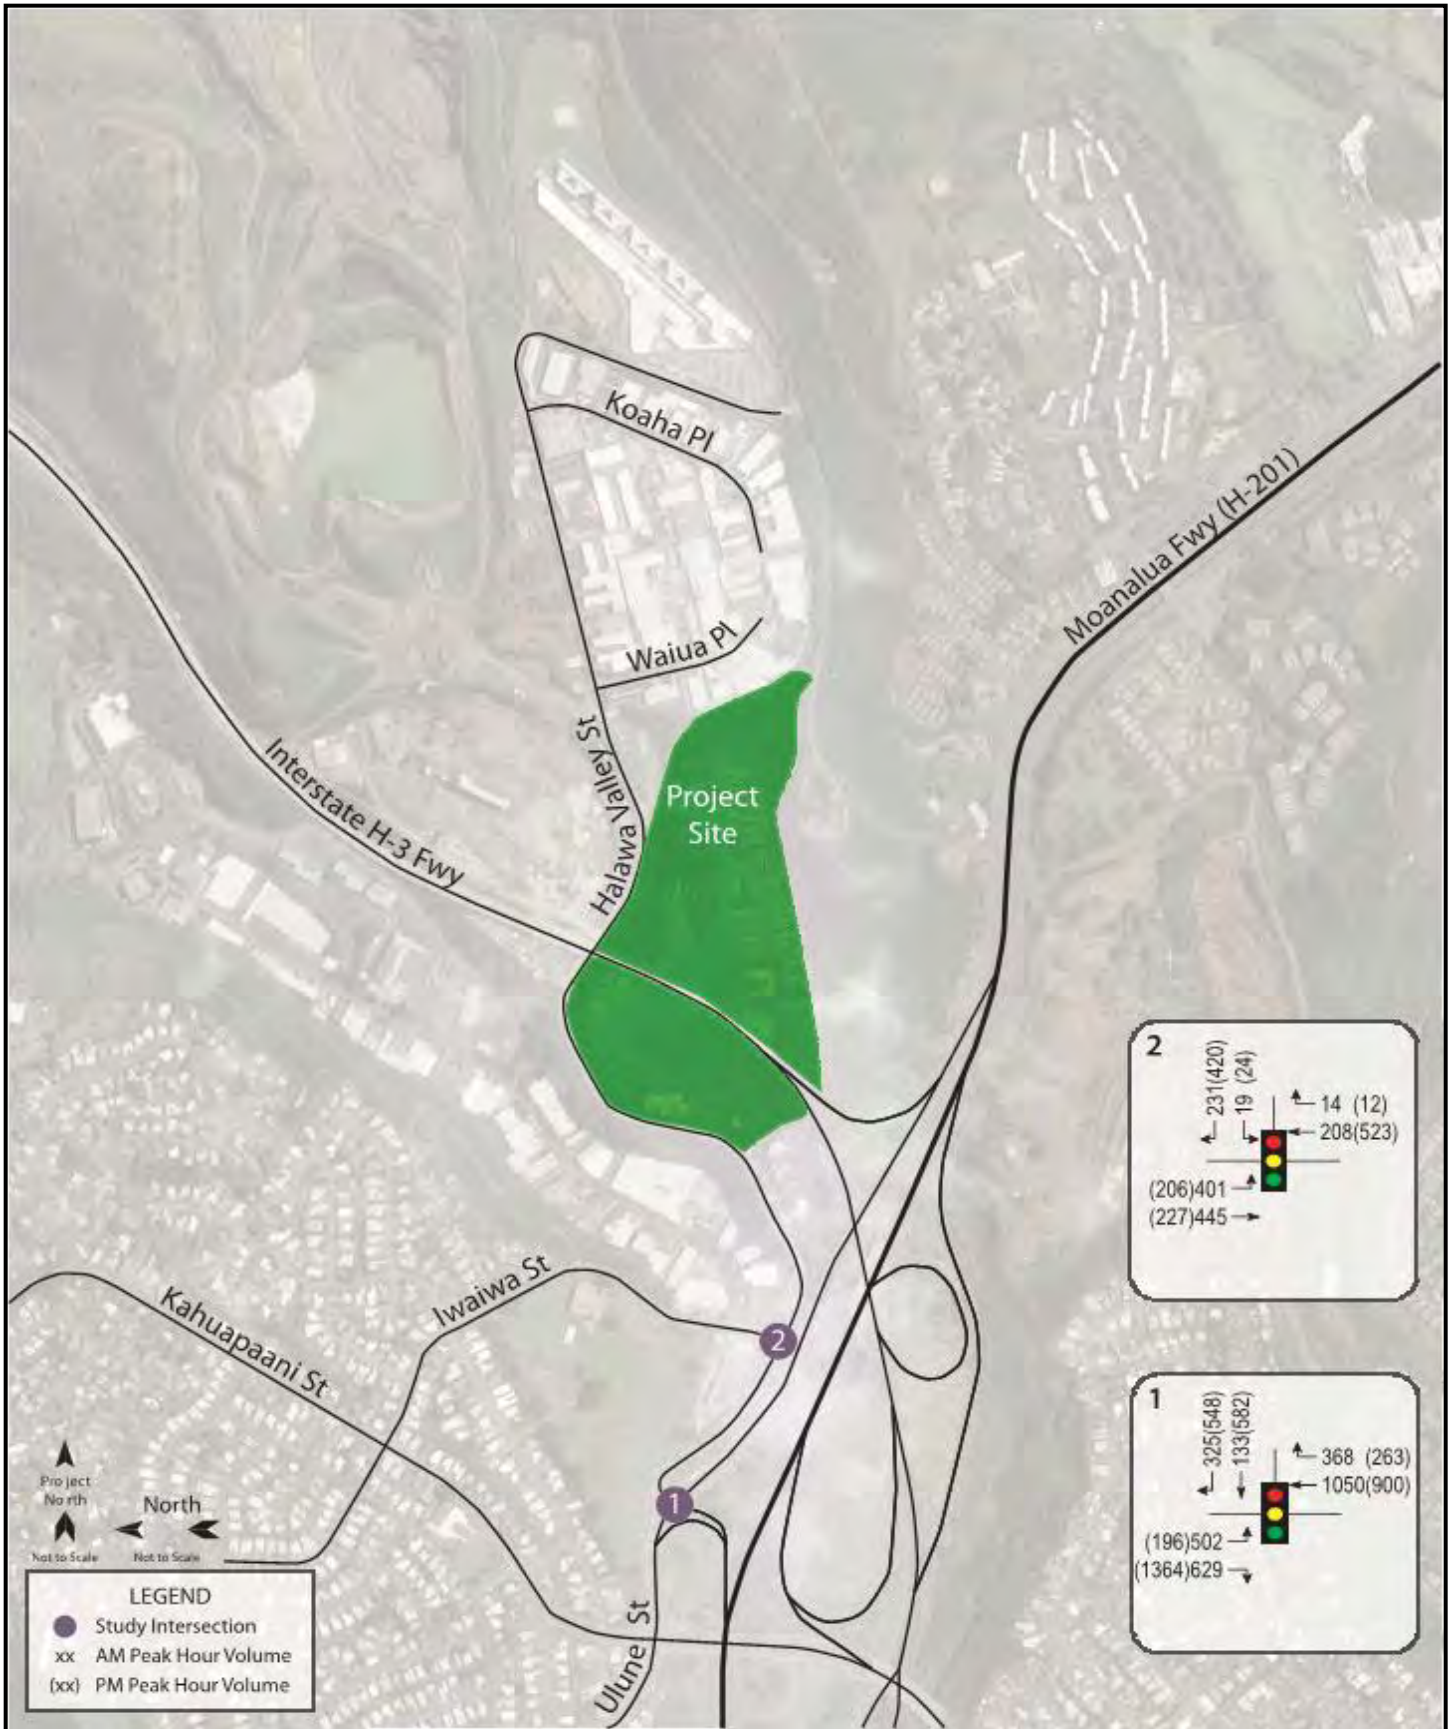 Koaha Pl
Moanalua Fwy (H-201)
Waiua Pl
Halawa Valley St
Interstate H-3 Fwy
Project
Site
2
231(420)
19 (24)
14 (12)
208(523)
(206)401
(227)445
Iwaiwa St
Kahuapaani St
2
1
325(548)
133(582)
368 (263)
1050(900)
(196)502
(1364)629
1
Project
North
Not to Scale
North
Not to Scale
Ulune St
LEGEND
Study Intersection
xx AM Peak Hour Volume
(xx) PM Peak Hour Volume